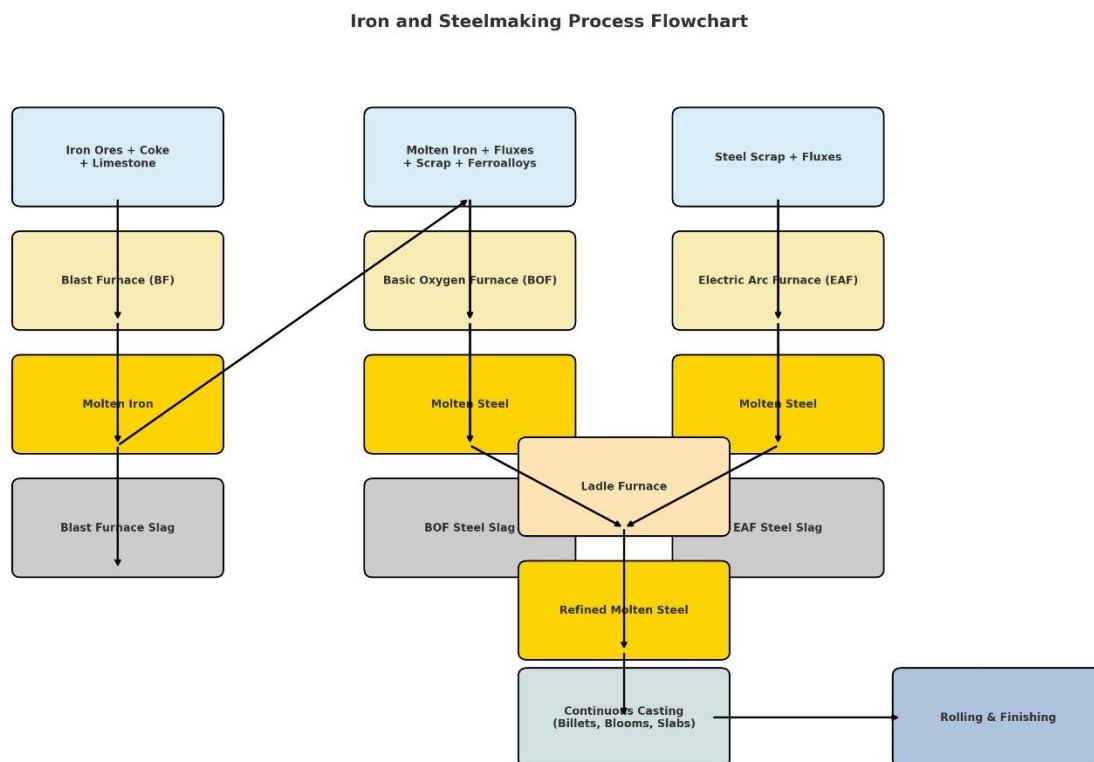 Iron and Steelmaking Process Flowchart
Iron Ores + Coke
+ Limestone
Molten Iron + Fluxes
+ Scrap + Ferroalloys
Steel Scrap + Fluxes
Blast Furnace (BF)
Basic Oxygen Furnace (BOF)
Electric Arc Furnace (EAF)
Molten Iron
Molten Steel
Molten Steel
Ladle Furnace
Blast Furnace Slag
BOF Steel Slag
EAF Steel Slag
Refined Molten Steel
Continuous Casting
(Billets, Blooms, Slabs)
Rolling & Finishing